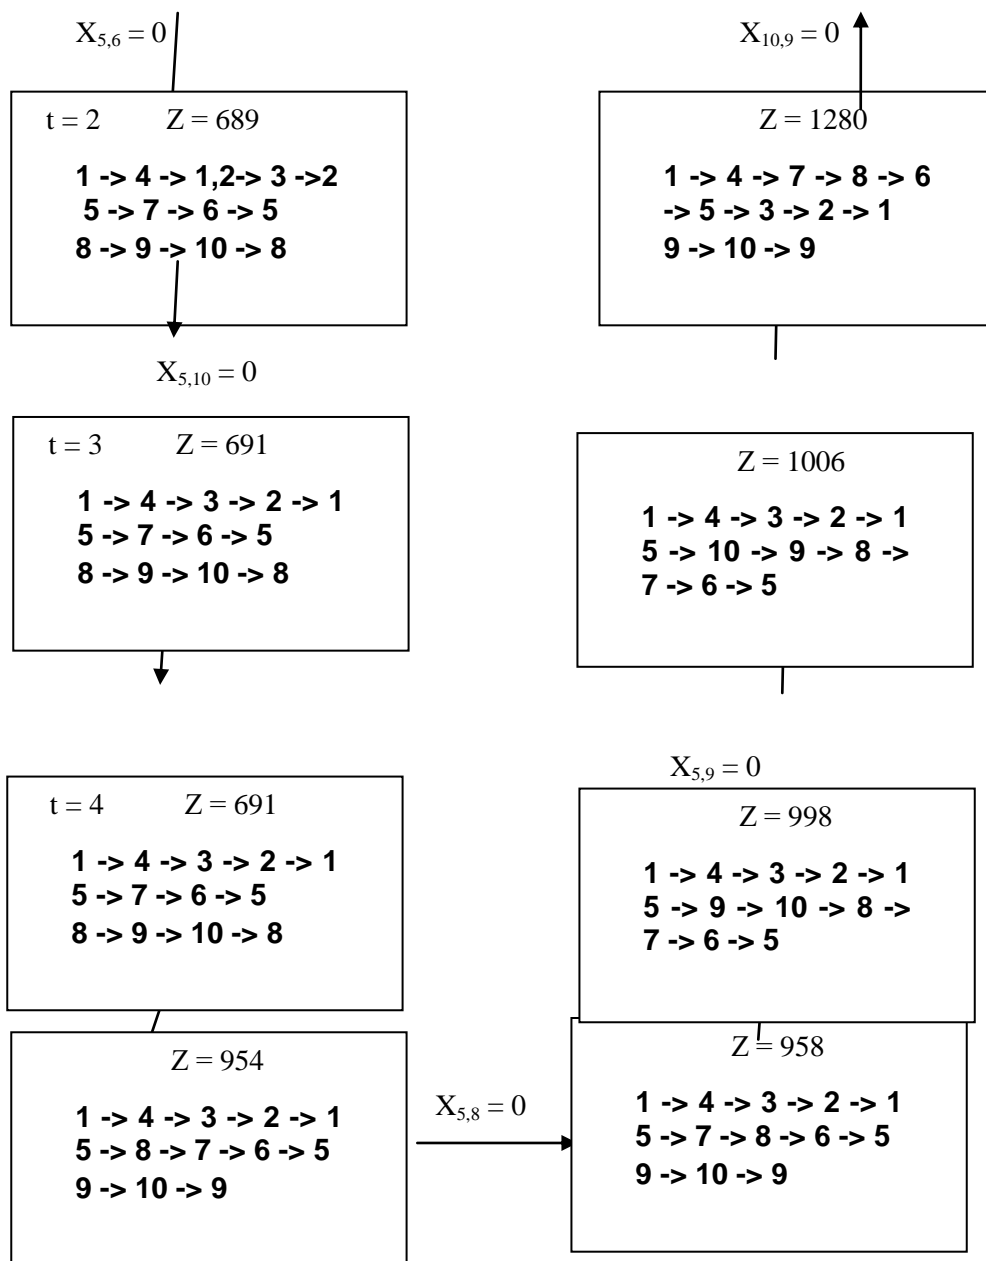 X5,6 = 0
t = 2 Z = 689
1 -> 4 -> 1,2-> 3 ->2
5 -> 7 -> 6 -> 5
8 -> 9 -> 10 -> 8
X5,10 = 0
t = 3 Z = 691
1 -> 4 -> 3 -> 2 -> 1
5 -> 7 -> 6 -> 5
8 -> 9 -> 10 -> 8
t = 4 Z = 691
1 -> 4 -> 3 -> 2 -> 1
5 -> 7 -> 6 -> 5
8 -> 9 -> 10 -> 8
Z = 954
1 -> 4 -> 3 -> 2 -> 1
5 -> 8 -> 7 -> 6 -> 5
9 -> 10 -> 9
X5,8 = 0
X10,9 = 0
Z = 1280
1 -> 4 -> 7 -> 8 -> 6
-> 5 -> 3 -> 2 -> 1
9 -> 10 -> 9
Z = 1006
1 -> 4 -> 3 -> 2 -> 1
5 -> 10 -> 9 -> 8 ->
7 -> 6 -> 5
X5,9 = 0
Z = 998
1 -> 4 -> 3 -> 2 -> 1
5 -> 9 -> 10 -> 8 ->
7 -> 6 -> 5
Z = 958
1 -> 4 -> 3 -> 2 -> 1
5 -> 7 -> 8 -> 6 -> 5
9 -> 10 -> 9